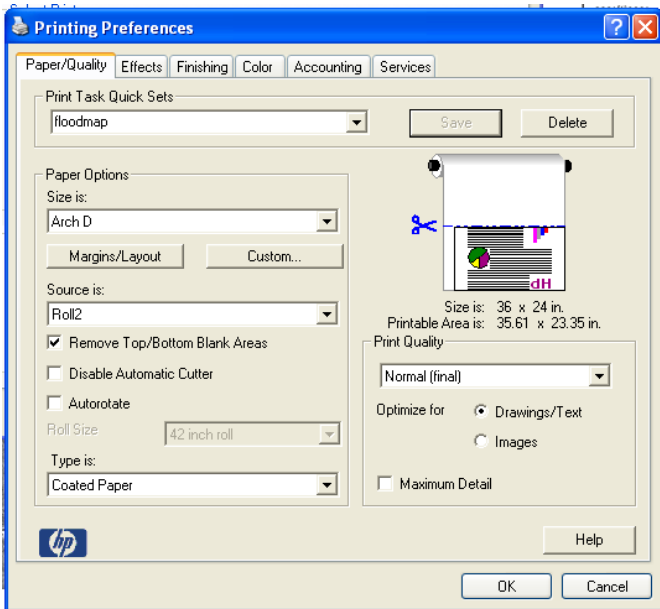 Printing Preferences
Paper/Quality Effects Finishing Color Accounting Services
Print Task Quick Sets
floodmap Save Delete
Paper Options
Size is:
Arch D
Margins/Layout Custom...
Source is:
Roll2
Remove Top/Bottom Blank Areas
Disable Automatic Cutter
Autorotate
Roll Size 42 inch roll
Type is:
Coated Paper
dH
Size is: 36 x 24 in.
Printable Area is: 35.61 x 23.35 in.
Print Quality
Normal (final)
Optimize for Drawings/Text
Images
Maximum Detail
hp
Help
OK Cancel